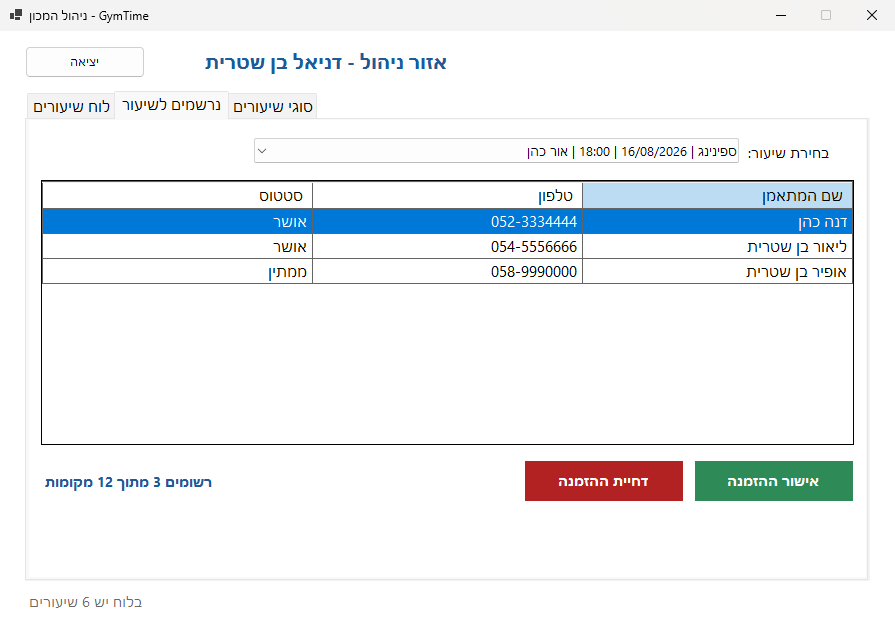 ניהול המכון - GymTime
אזור ניהול - דניאל בן שטרית
יציאה
לוח שיעורים נרשמים לשיעור סוגי שיעורים
בחירת שיעור: ספינינג | 16/08/2026 | 18:00 | אור כהן
שם המתאמן טלפון סטטוס
דנה כהן 052-3334444 אושר
ליאור בן שטרית 054-5556666 אושר
אופיר בן שטרית 058-9990000 ממתין
אישור ההזמנה דחיית ההזמנה רשומים 3 מתוך 12 מקומות
בלוח יש 6 שיעורים